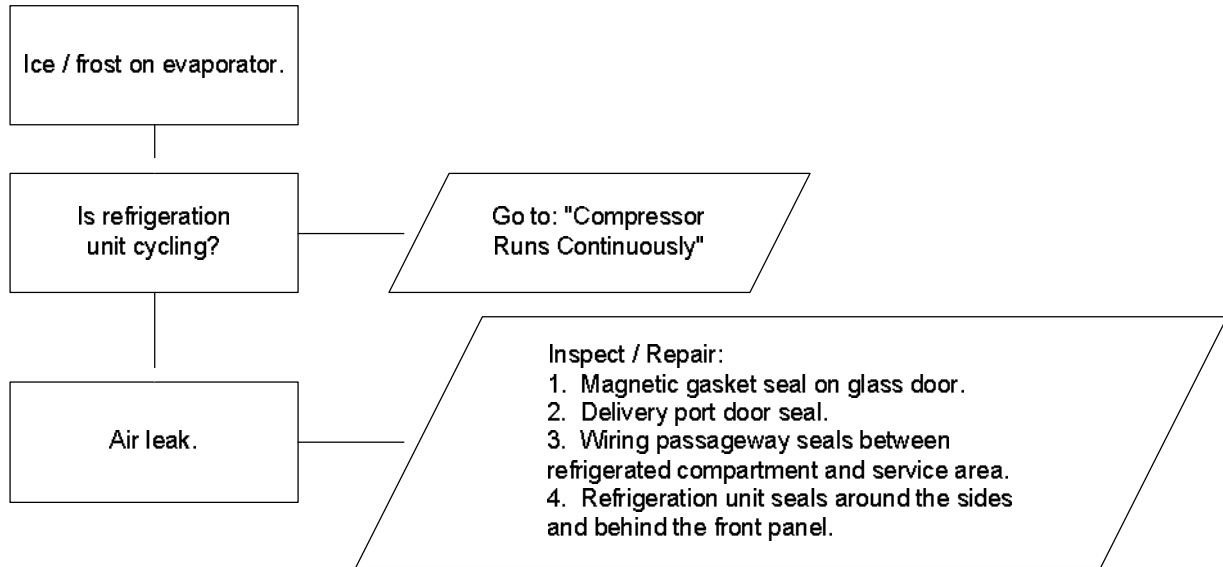 Ice / frost on evaporator.
Is refrigeration
unit cycling?
Go to: "Compressor
Runs Continuously"
Air leak.
Inspect / Repair:
1.  Magnetic gasket seal on glass door.
2.  Delivery port door seal.
3.  Wiring passageway seals between
refrigerated compartment and service area.
4.  Refrigeration unit seals around the sides
and behind the front panel.